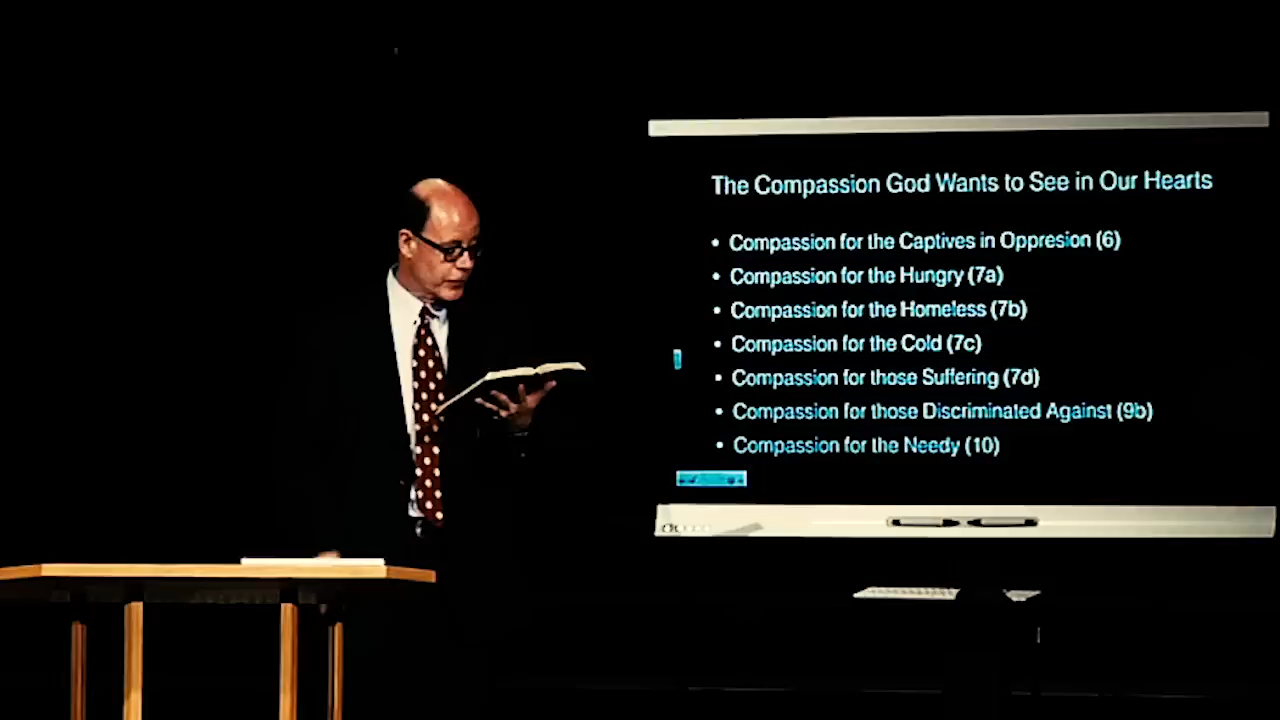 The Compassion God Wants to See in Our Hearts
• Compassion for the Captives in Oppresion (6)
• Compassion for the Hungry (7a)
• Compassion for the Homeless (7b)
• Compassion for the Cold (7c)
• Compassion for those Suffering (7d)
• Compassion for those Discriminated Against (9b)
• Compassion for the Needy (10)